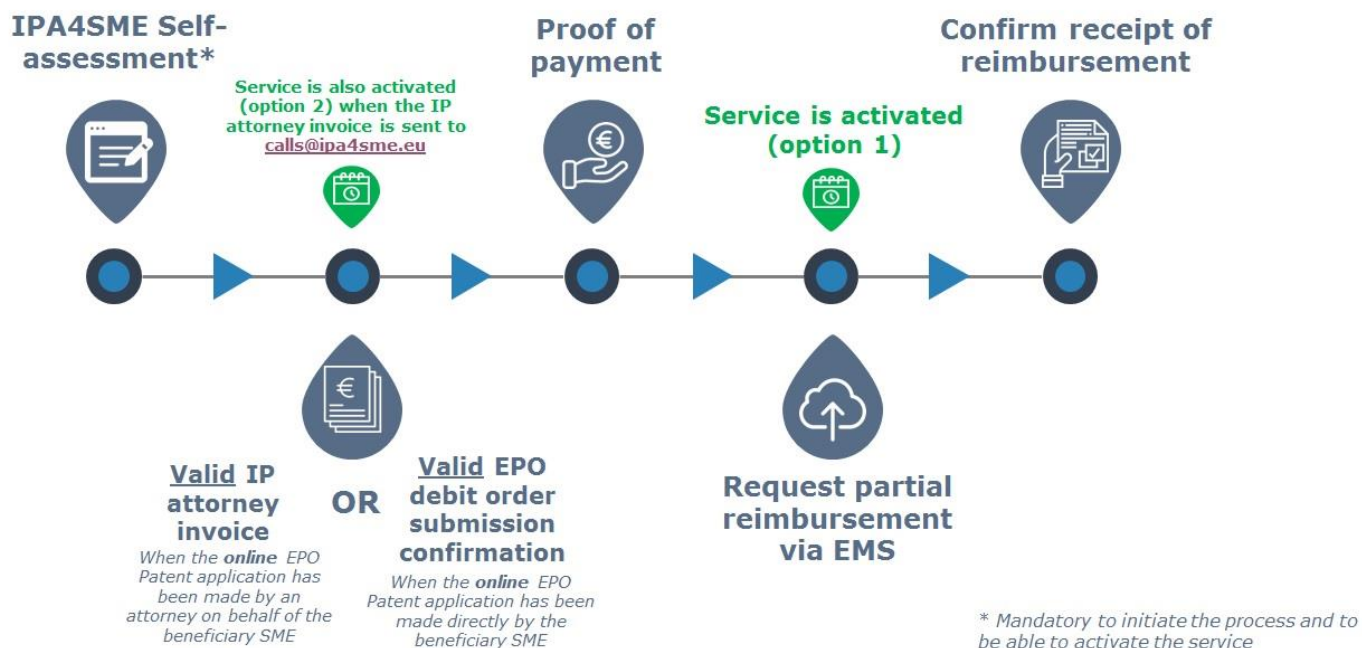 IPA4SME Self-
assessment*
Service is also activated
(option 2) when the IP
attorney invoice is sent to
calls@ipa4sme.eu
Proof of
payment
€
Service is activated
(option 1)
Confirm receipt of
reimbursement
€
Valid IP
attorney
invoice
When the online EPO
Patent application has
been made by an
attorney on behalf of the
beneficiary SME
OR
Valid EPO
debit order
submission
confirmation
When the online EPO
Patent application has been
made directly by the
beneficiary SME
Request partial
reimbursement
via EMS
* Mandatory to initiate the process and to
be able to activate the service